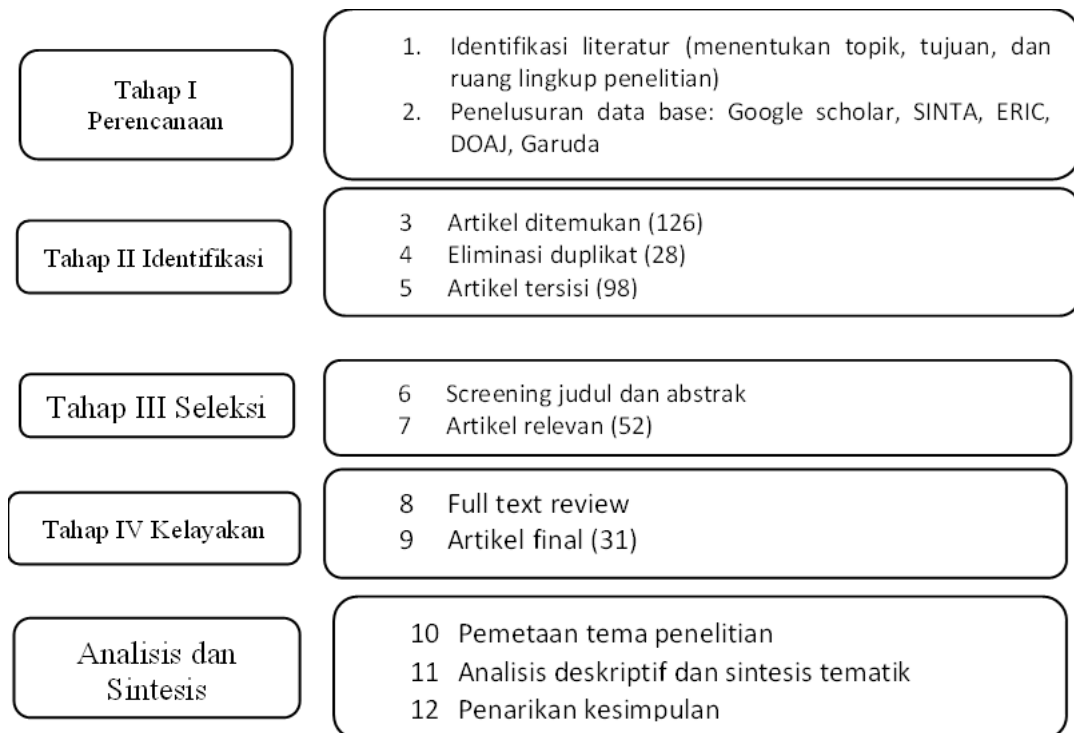 Tahap I
Perencanaan
1. Identifikasi literatur (menentukan topik, tujuan, dan
ruang lingkup penelitian)
2. Penelusuran data base: Google scholar, SINTA, ERIC,
DOAJ, Garuda
Tahap II Identifikasi
3 Artikel ditemukan (126)
4 Eliminasi duplikat (28)
5 Artikel tersisi (98)
Tahap III Seleksi
6 Screening judul dan abstrak
7 Artikel relevan (52)
Tahap IV Kelayakan
8 Full text review
9 Artikel final (31)
Analisis dan
Sintesis
10 Pemetaan tema penelitian
11 Analisis deskriptif dan sintesis tematik
12 Penarikan kesimpulan